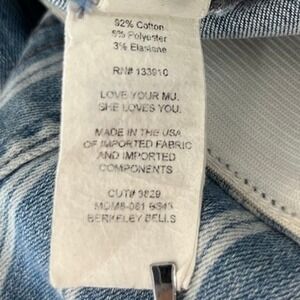 92% Cotton
5% Polyester
3% Elastane
RN# 133910
LOVE YOUR MU.
SHE LOVES YOU.
MADE IN THE USA
OF IMPORTED FABRIC
AND IMPORTED
COMPONENTS
CUT# 9829
BERKELEY BELLS